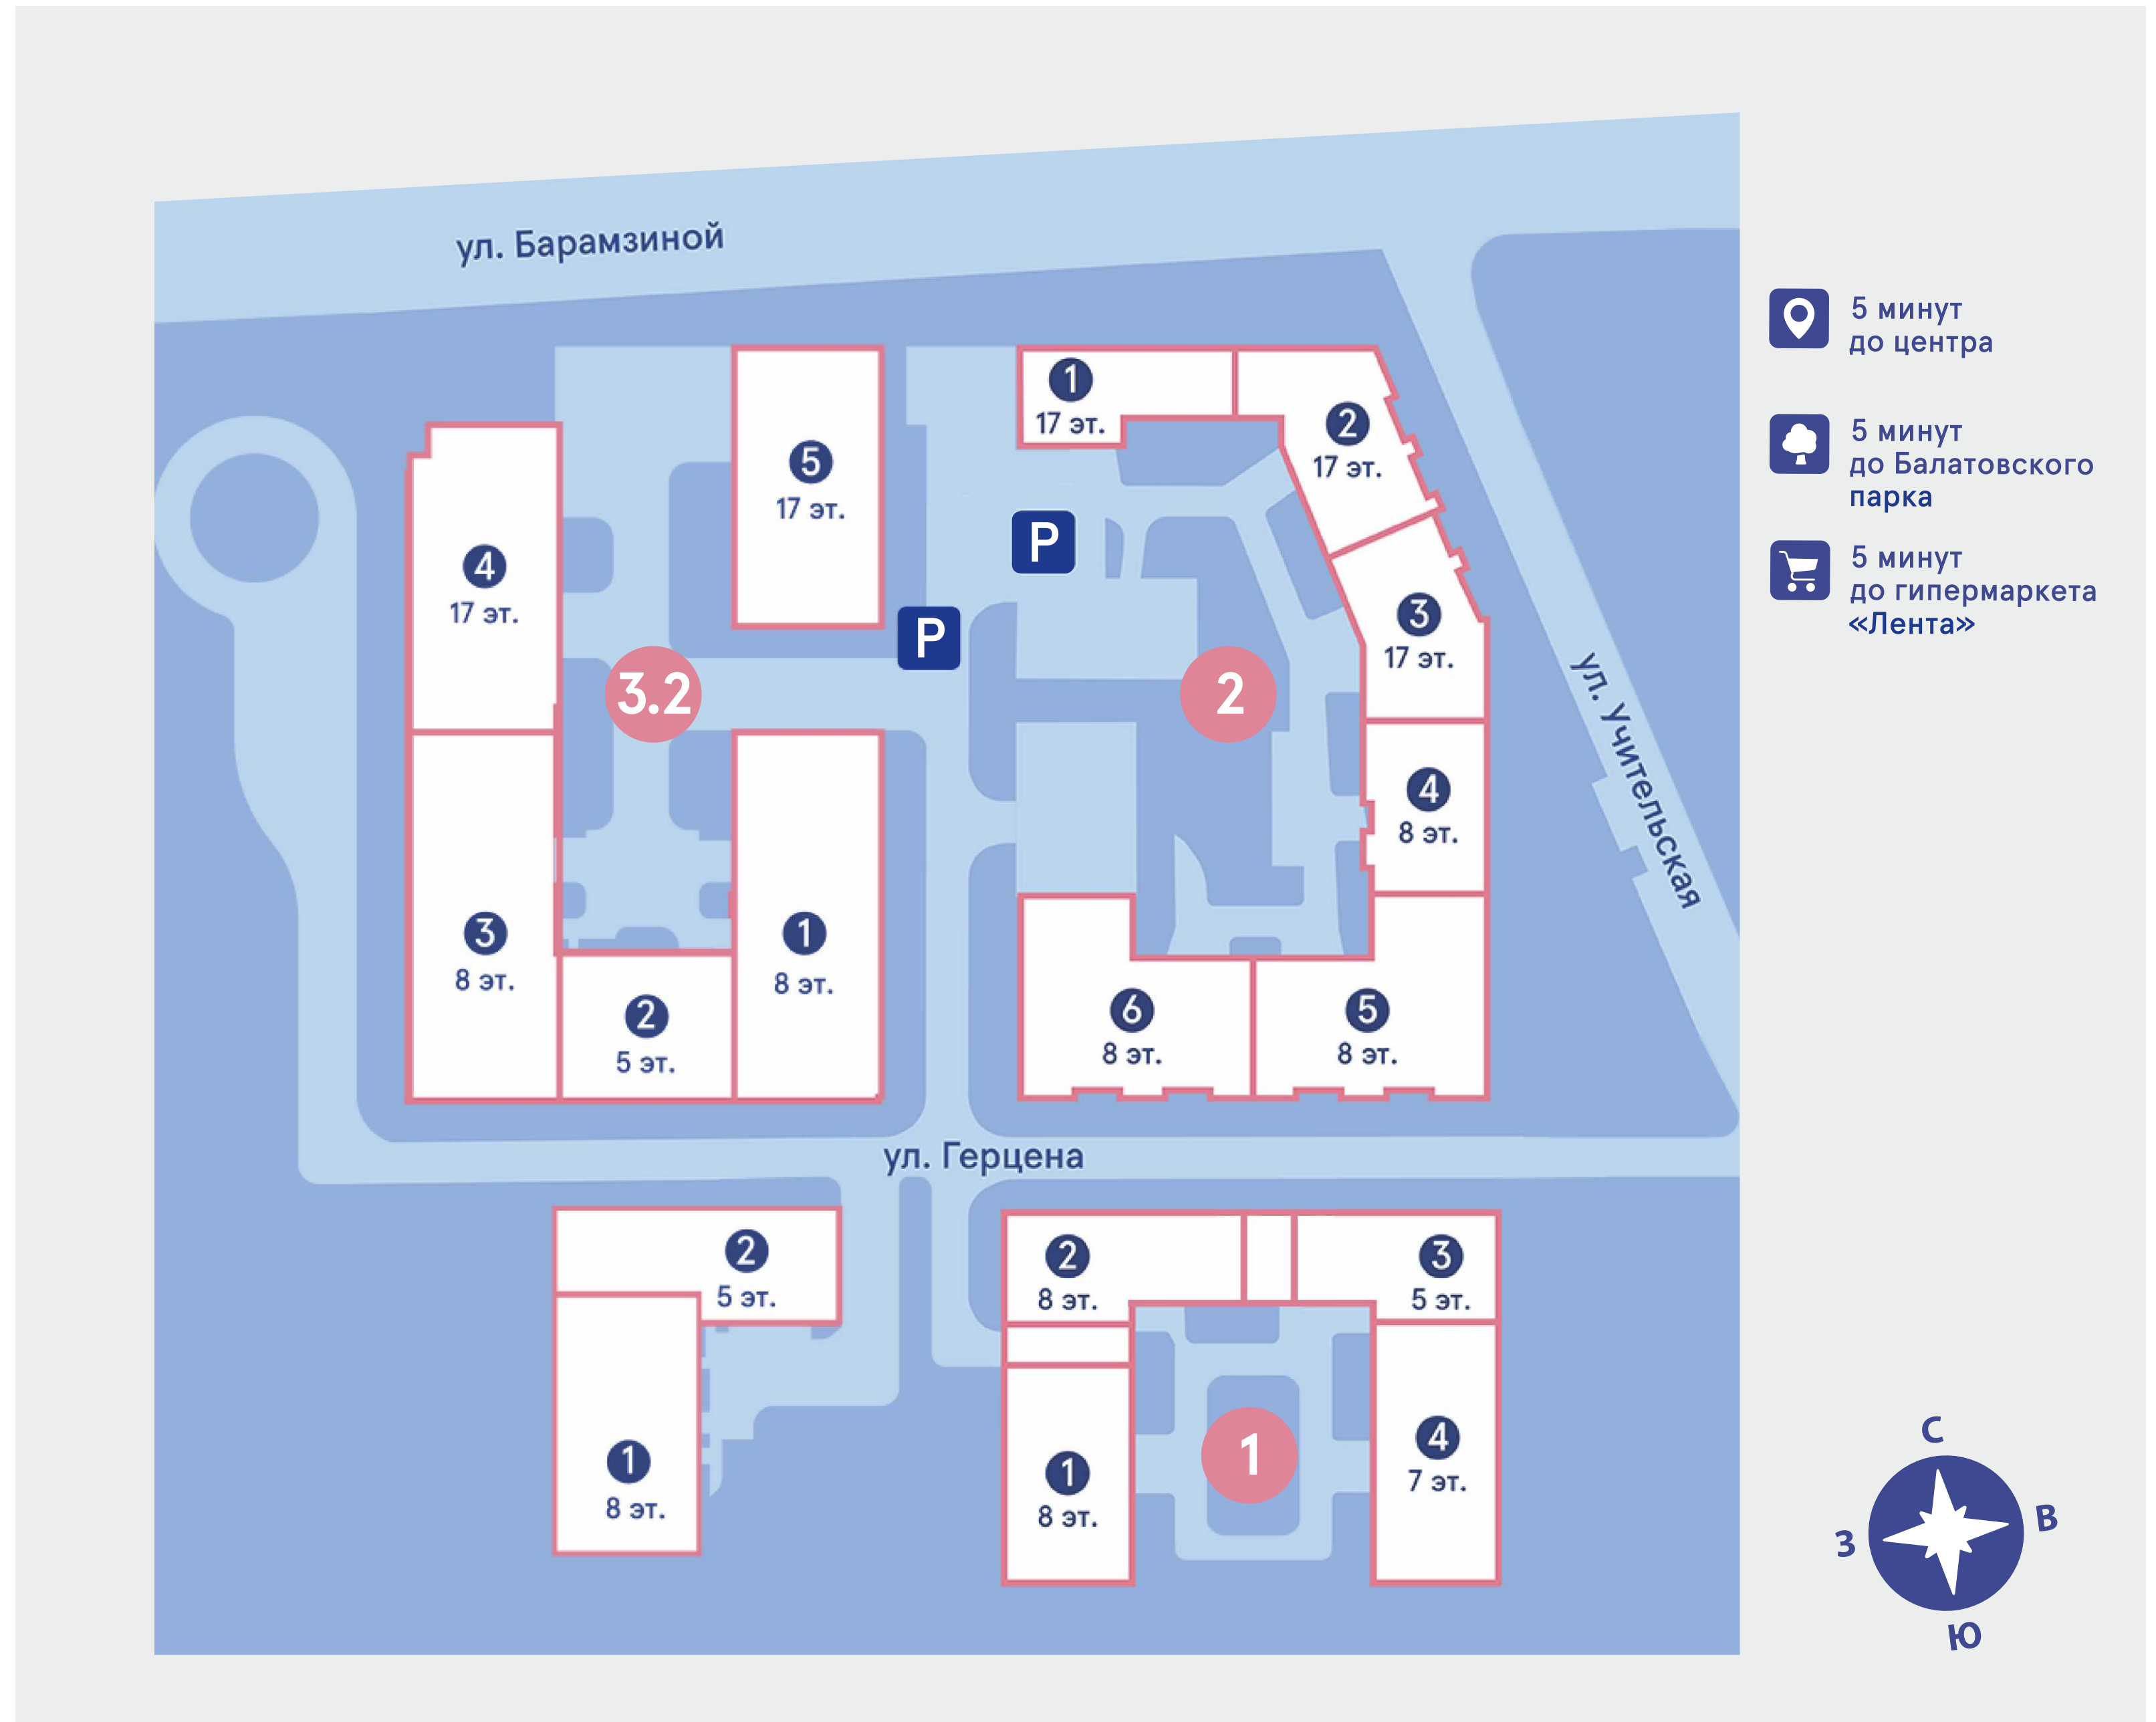 ул. Барамзиной
5 минут
до центра
5 минут
до Балатовского
парка
5 минут
до гипермаркета
«Лента»
1
17 эт.
2
17 эт.
5
17 эт.
P
4
17 эт.
3
17 эт.
P
3.2
2
ул. Учительская
4
8 эт.
3
8 эт.
1
8 эт.
2
5 эт.
6
8 эт.
5
8 эт.
ул. Герцена
2
5 эт.
2
8 эт.
3
5 эт.
1
8 эт.
1
8 эт.
1
4
7 эт.
С
В
З
Ю